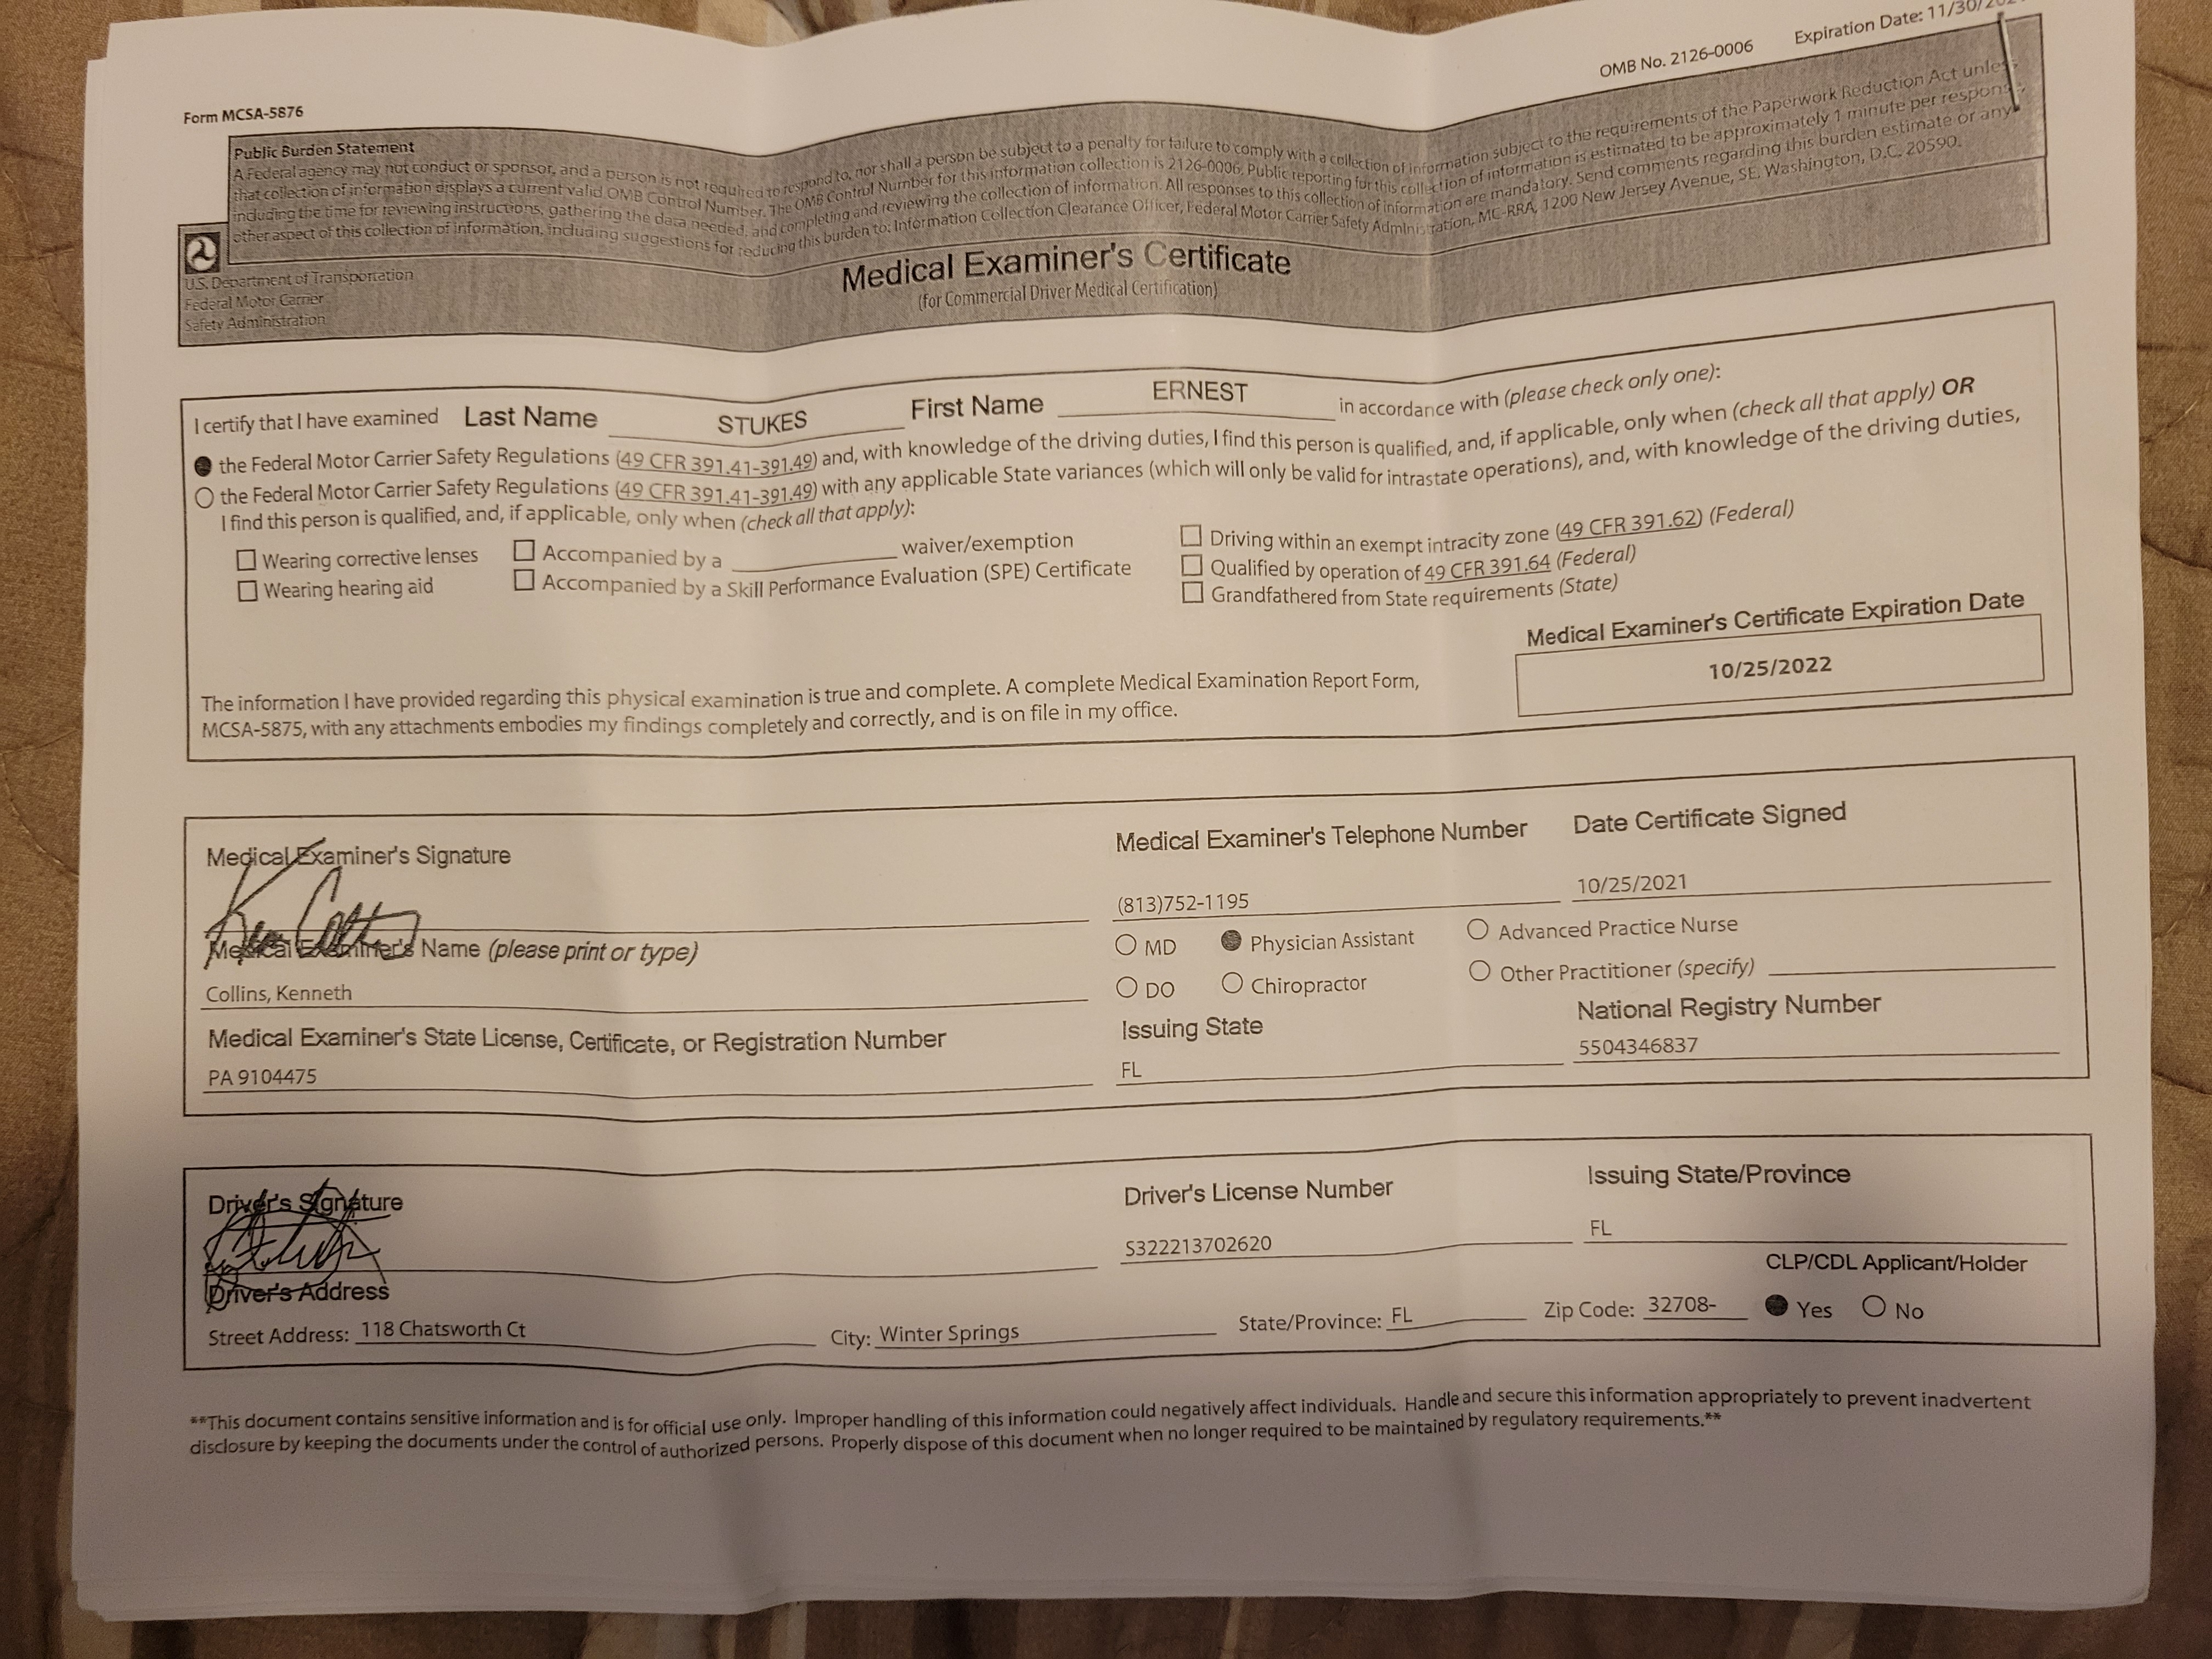 OMB No. 2126-0006 Expiration Date: 11/30/
Form MCSA-5876
Public Burden Statement
A Federal agency may not conduct or sponsor, and a person is not required to respond to, nor shall a person be subject to a penalty for failure to comply with a collection of information subject to the requirements of the Paperwork Reduction Act unless
that collection of information displays a current valid OMB Control Number. The OMB Control Number for this information collection is 2126-0006. Public reporting for this collection of information is estimated to be approximately 1 minute per response,
including the time for reviewing instructions, gathering the data needed, and completing and reviewing the collection of information. All responses to this collection of information are mandatory. Send comments regarding this burden estimate or any
other aspect of this collection of information, including suggestions for reducing this burden to: Information Collection Clearance Officer, Federal Motor Carrier Safety Administration, MC-RRA, 1200 New Jersey Avenue, SE, Washington, D.C. 20590.
U.S. Department of Transportation
Federal Motor Carrier
Safety Administration
Medical Examiner's Certificate
(for Commercial Driver Medical Certification)
I certify that I have examined Last Name STUKES First Name ERNEST in accordance with (please check only one):
the Federal Motor Carrier Safety Regulations (49 CFR 391.41-391.49) and, with knowledge of the driving duties, I find this person is qualified, and, if applicable, only when (check all that apply) OR
the Federal Motor Carrier Safety Regulations (49 CFR 391.41-391.49) with any applicable State variances (which will only be valid for intrastate operations), and, with knowledge of the driving duties,
I find this person is qualified, and, if applicable, only when (check all that apply):
Wearing corrective lenses Accompanied by a waiver/exemption Driving within an exempt intracity zone (49 CFR 391.62) (Federal)
Wearing hearing aid Accompanied by a Skill Performance Evaluation (SPE) Certificate Qualified by operation of 49 CFR 391.64 (Federal)
Grandfathered from State requirements (State)
Medical Examiner's Certificate Expiration Date
10/25/2022
The information I have provided regarding this physical examination is true and complete. A complete Medical Examination Report Form,
MCSA-5875, with any attachments embodies my findings completely and correctly, and is on file in my office.
Medical Examiner's Signature Medical Examiner's Telephone Number Date Certificate Signed
(813)752-1195 10/25/2021
Medical Examiner's Name (please print or type) MD Physician Assistant Advanced Practice Nurse
Collins, Kenneth DO Chiropractor Other Practitioner (specify)
Medical Examiner's State License, Certificate, or Registration Number Issuing State National Registry Number
PA 9104475 FL 5504346837
Driver's Signature Driver's License Number Issuing State/Province
S322213702620 FL
Driver's Address CLP/CDL Applicant/Holder
Street Address: 118 Chatsworth Ct City: Winter Springs State/Province: FL Zip Code: 32708- Yes No
**This document contains sensitive information and is for official use only. Improper handling of this information could negatively affect individuals. Handle and secure this information appropriately to prevent inadvertent
disclosure by keeping the documents under the control of authorized persons. Properly dispose of this document when no longer required to be maintained by regulatory requirements.**